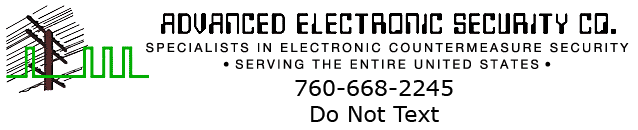 ADVANCED ELECTRONIC SECURITY CO.
SPECIALISTS IN ELECTRONIC COUNTERMEASURE SECURITY
• SERVING THE ENTIRE UNITED STATES •
760-668-2245
Do Not Text